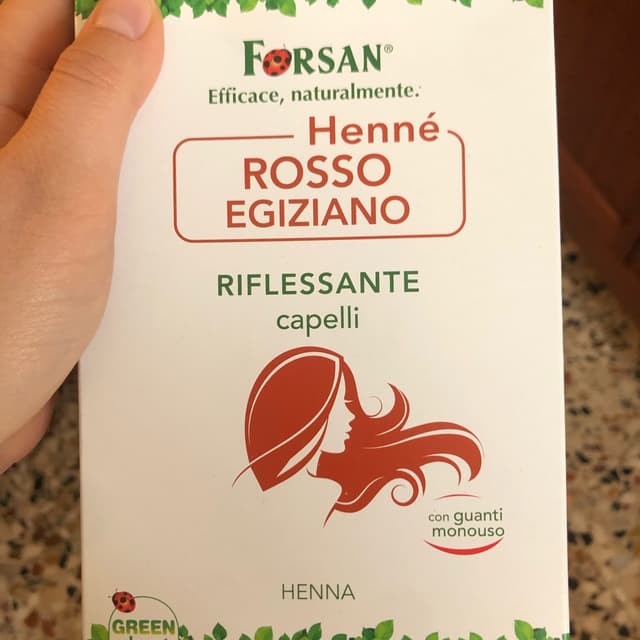 FORSAN®
Efficace, naturalmente.
Henné
ROSSO
EGIZIANO
RIFLESSANTE
capelli
con guanti
monouso
HENNA
GREEN